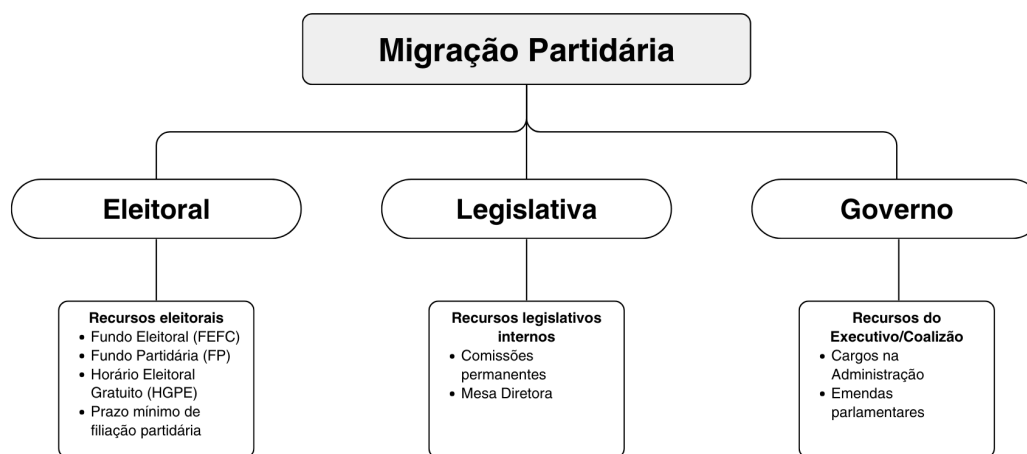 Migração Partidária
Eleitoral
Legislativa
Governo
Recursos eleitorais
• Fundo Eleitoral (FEFC)
• Fundo Partidária (FP)
• Horário Eleitoral
Gratuito (HGPE)
• Prazo mínimo de
filiação partidária
Recursos legislativos
internos
• Comissões
permanentes
• Mesa Diretora
Recursos do
Executivo/Coalizão
• Cargos na
Administração
• Emendas
parlamentares